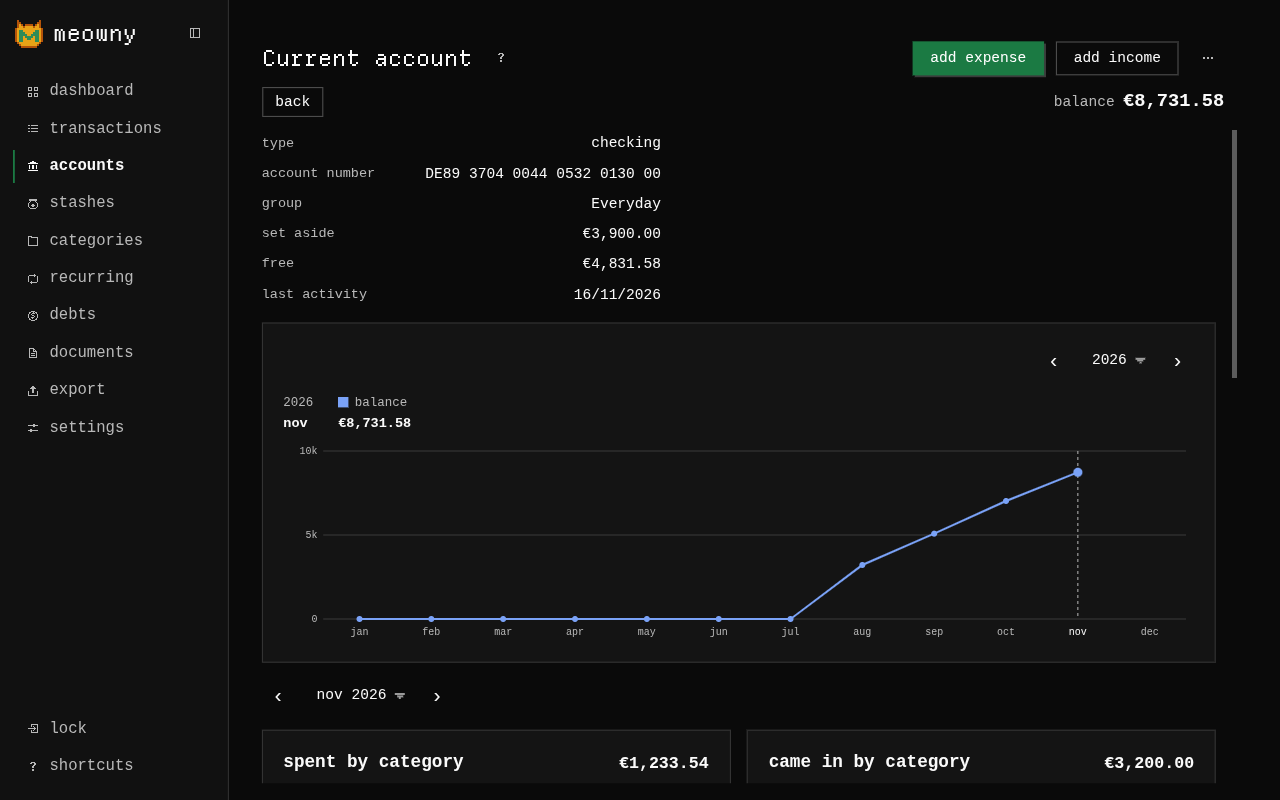 meowny
dashboard
transactions
accounts
stashes
categories
recurring
debts
documents
export
settings
lock
? shortcuts
Current account ?
add expense
add income
...
back
balance €8,731.58
type checking
account number DE89 3704 0044 0532 0130 00
group Everyday
set aside €3,900.00
free €4,831.58
last activity 16/11/2026
‹ 2026 ›
2026 balance
nov €8,731.58
10k
5k
0
jan feb mar apr may jun jul aug sep oct nov dec
‹ nov 2026 ›
spent by category €1,233.54
came in by category €3,200.00